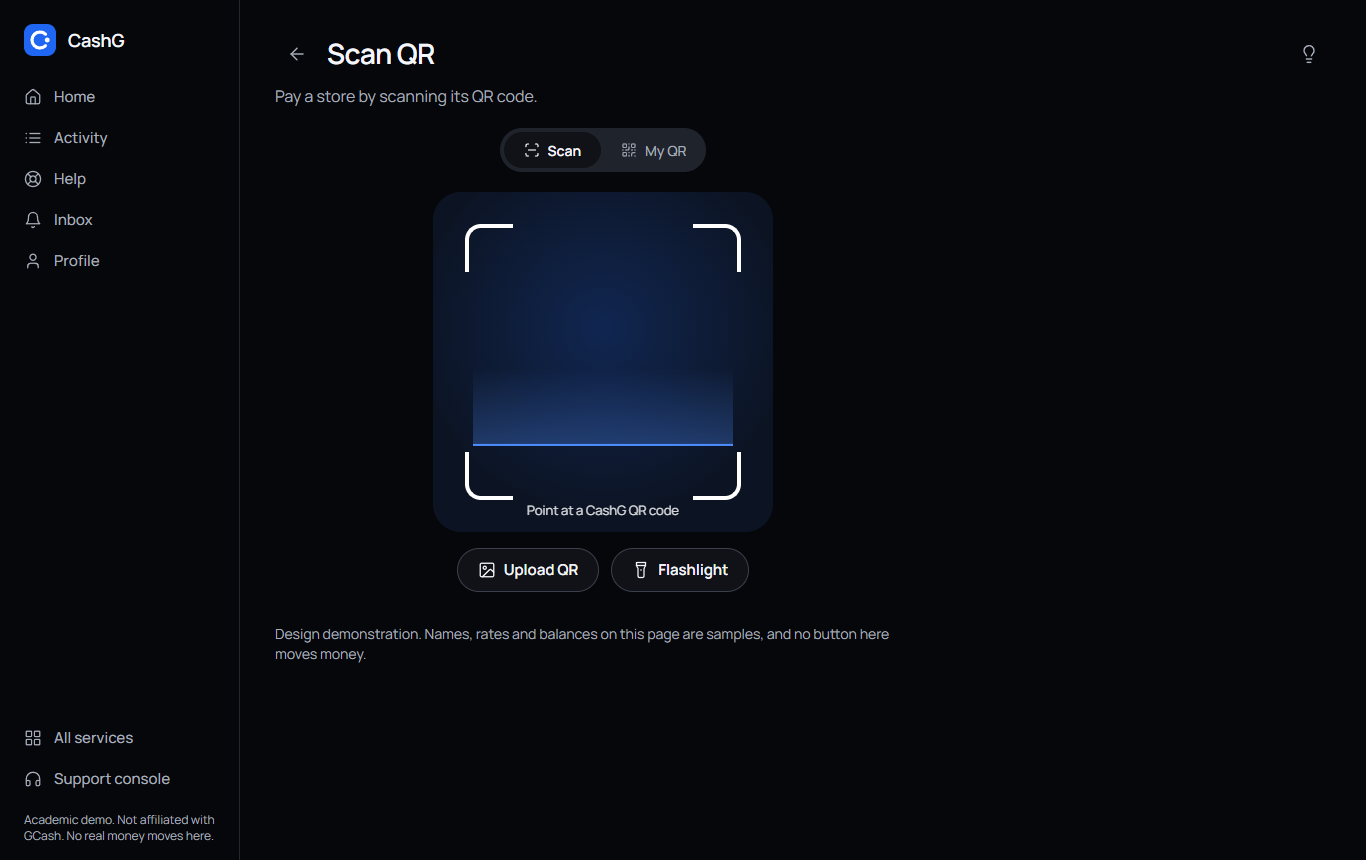 CashG
Home
Activity
Help
Inbox
Profile
All services
Support console
Academic demo. Not affiliated with
GCash. No real money moves here.
Scan QR
Pay a store by scanning its QR code.
Scan
My QR
Point at a CashG QR code
Upload QR
Flashlight
Design demonstration. Names, rates and balances on this page are samples, and no button here
moves money.